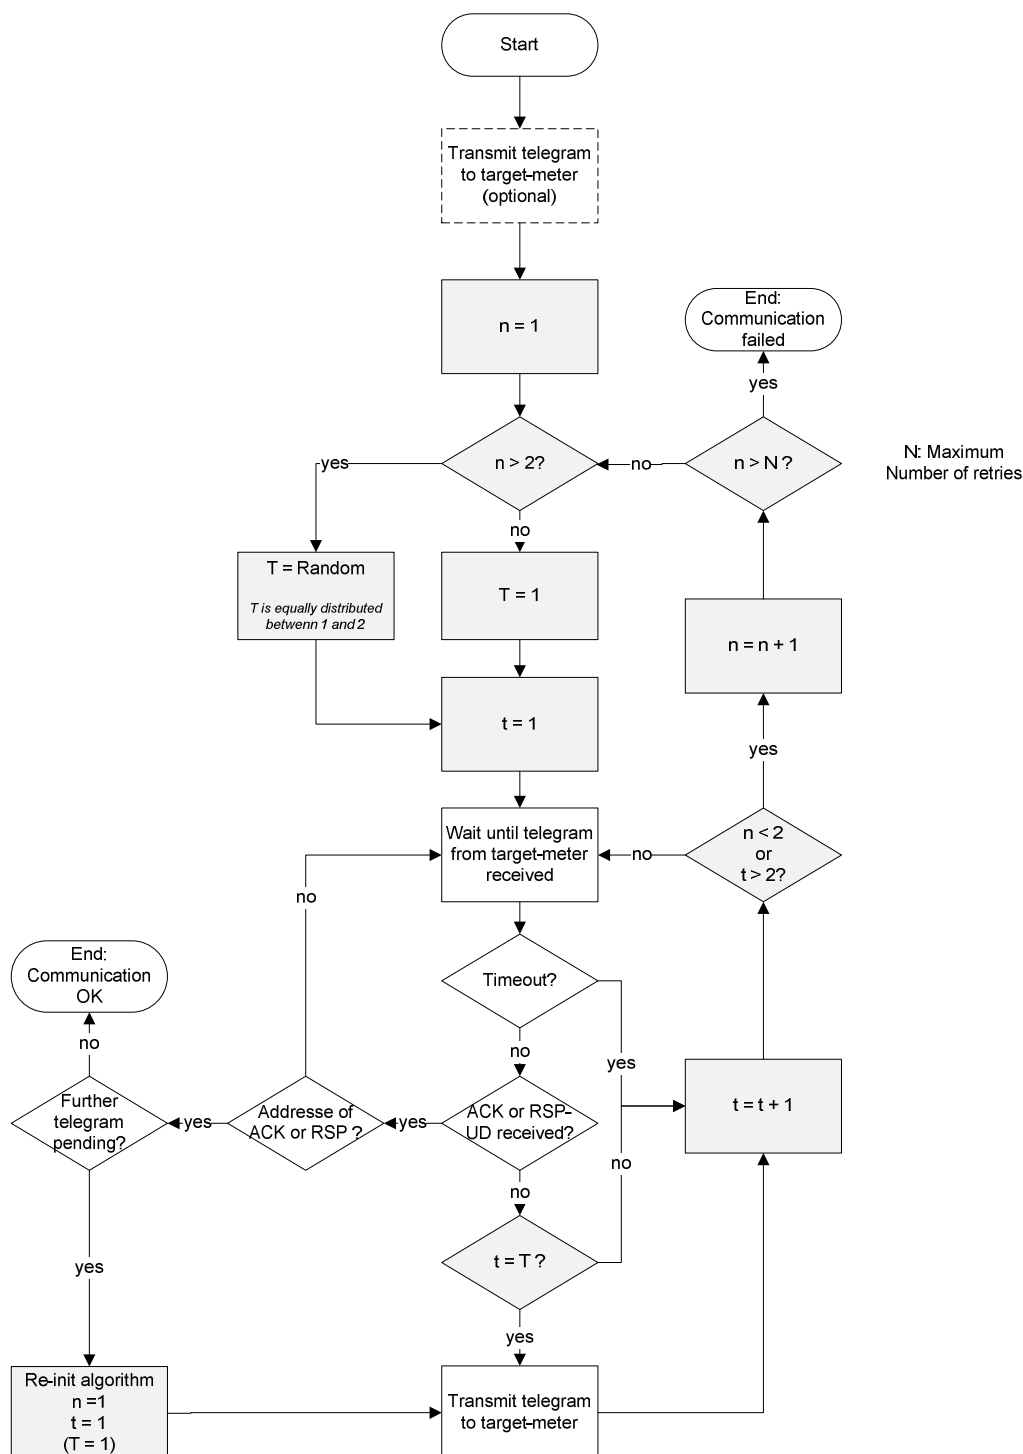 Start
Transmit telegram
to target-meter
(optional)
n = 1
End:
Communication
failed
yes
n > 2?
yes
no
n > N ?
N: Maximum
Number of retries
no
T = Random
T is equally distributed
betwenn 1 and 2
T = 1
n = n + 1
t = 1
yes
Wait until telegram
from target-meter
received
no
n < 2
or
t > 2?
no
End:
Communication
OK
Timeout?
no
no
yes
Further
telegram
pending?
yes
Addresse of
ACK or RSP ?
yes
ACK or RSP-
UD received?
t = t + 1
no
no
yes
t = T ?
yes
Re-init algorithm
n =1
t = 1
(T = 1)
Transmit telegram
to target-meter